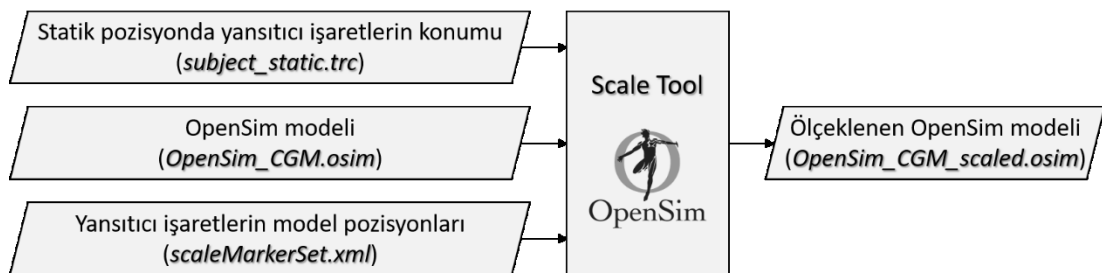 Statik pozisyonda yansıtıcı işaretlerin konumu
(subject_static.trc)
OpenSim modeli
(OpenSim_CGM.osim)
Yansıtıcı işaretlerin model pozisyonları
(scaleMarkerSet.xml)
Scale Tool
OpenSim
Ölçeklenen OpenSim modeli
(OpenSim_CGM_scaled.osim)